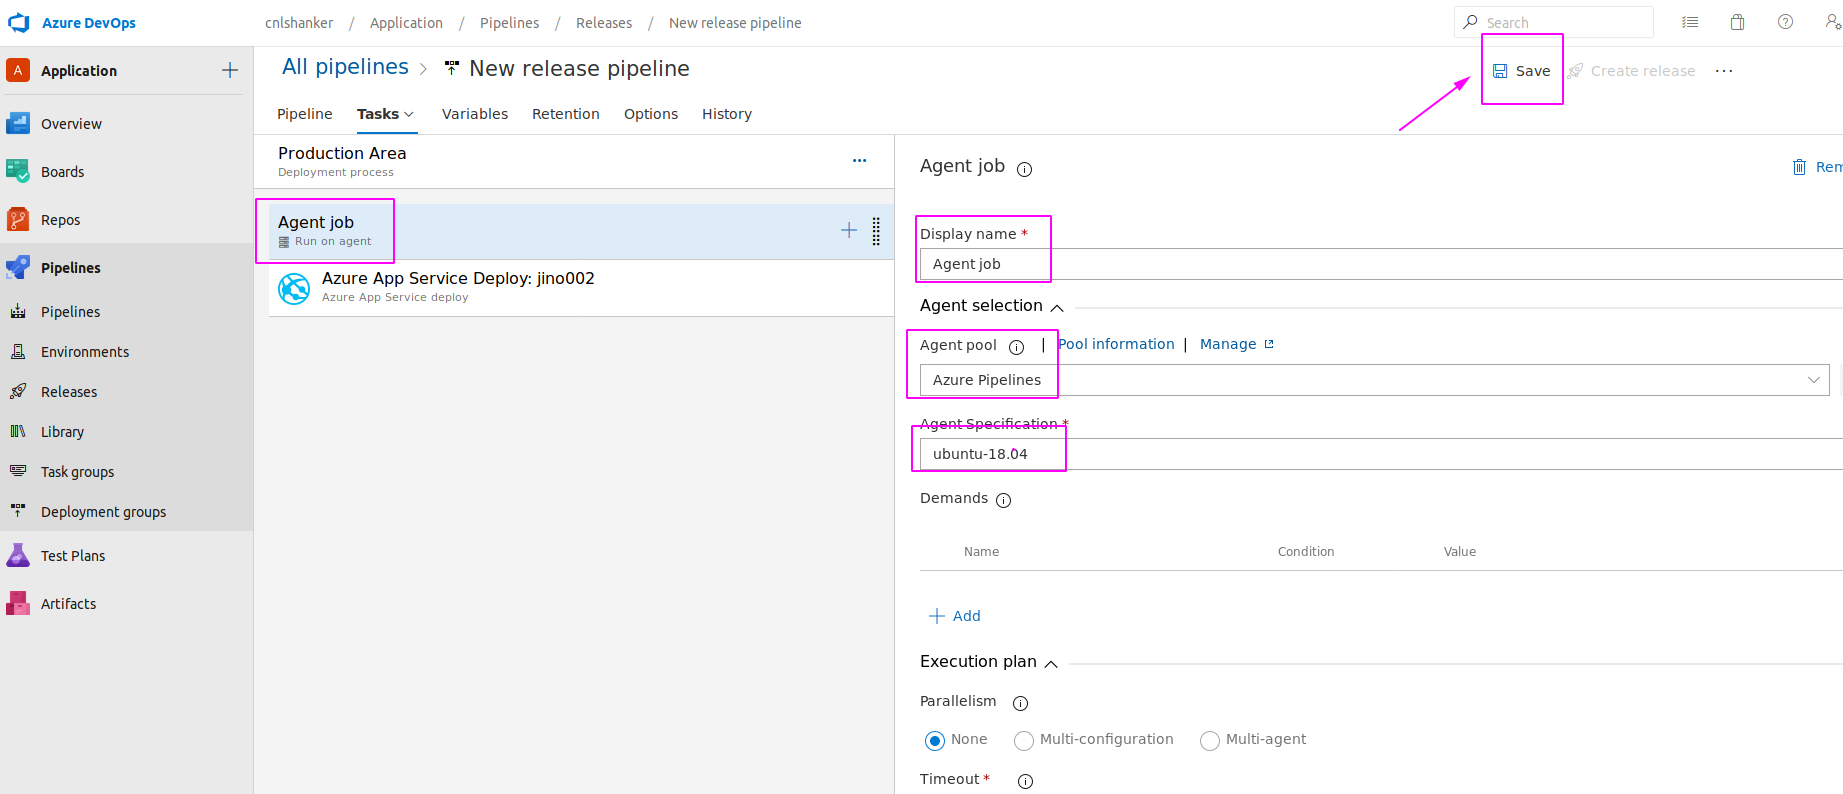 Azure DevOps
cnlshanker / Application / Pipelines / Releases / New release pipeline
Search
A Application
All pipelines > New release pipeline
Save Create release ...
Pipeline Tasks Variables Retention Options History
Overview
Boards
Repos
Pipelines
Pipelines
Environments
Releases
Library
Task groups
Deployment groups
Test Plans
Artifacts
Production Area
Deployment process
Agent job
Run on agent
Azure App Service Deploy: jino002
Azure App Service deploy
Agent job
Rem
Display name *
Agent job
Agent selection
Agent pool | Pool information | Manage
Azure Pipelines
Agent Specification *
ubuntu-18.04
Demands
Name Condition Value
Add
Execution plan
Parallelism
None Multi-configuration Multi-agent
Timeout *